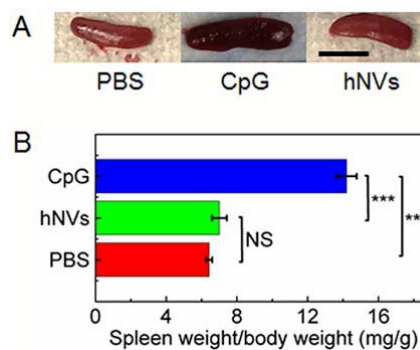 A
PBS CpG hNVs
B
CpG
hNVs
PBS
***
**
NS
0 4 8 12 16
Spleen weight/body weight (mg/g)